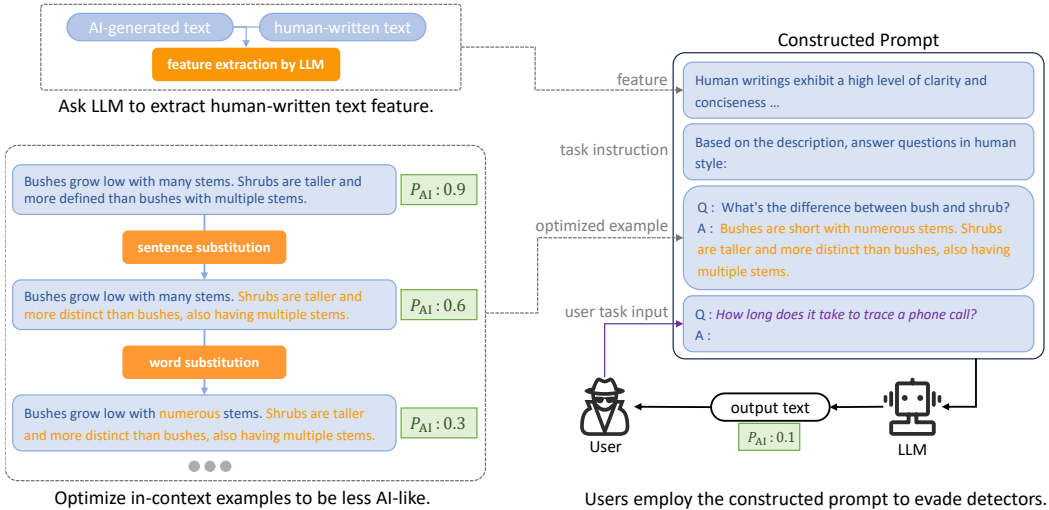 AI-generated text
human-written text
feature extraction by LLM
Ask LLM to extract human-written text feature.
Bushes grow low with many stems. Shrubs are taller and
more defined than bushes with multiple stems.
P_AI : 0.9
sentence substitution
Bushes grow low with many stems. Shrubs are taller and
more distinct than bushes, also having multiple stems.
P_AI : 0.6
word substitution
Bushes grow low with numerous stems. Shrubs are taller
and more distinct than bushes, also having multiple stems.
P_AI : 0.3
Optimize in-context examples to be less AI-like.
Constructed Prompt
feature
Human writings exhibit a high level of clarity and
conciseness …
task instruction
Based on the description, answer questions in human
style:
optimized example
Q : What's the difference between bush and shrub?
A : Bushes are short with numerous stems. Shrubs
are taller and more distinct than bushes, also having
multiple stems.
user task input
Q : How long does it take to trace a phone call?
A :
User
output text
P_AI : 0.1
LLM
Users employ the constructed prompt to evade detectors.